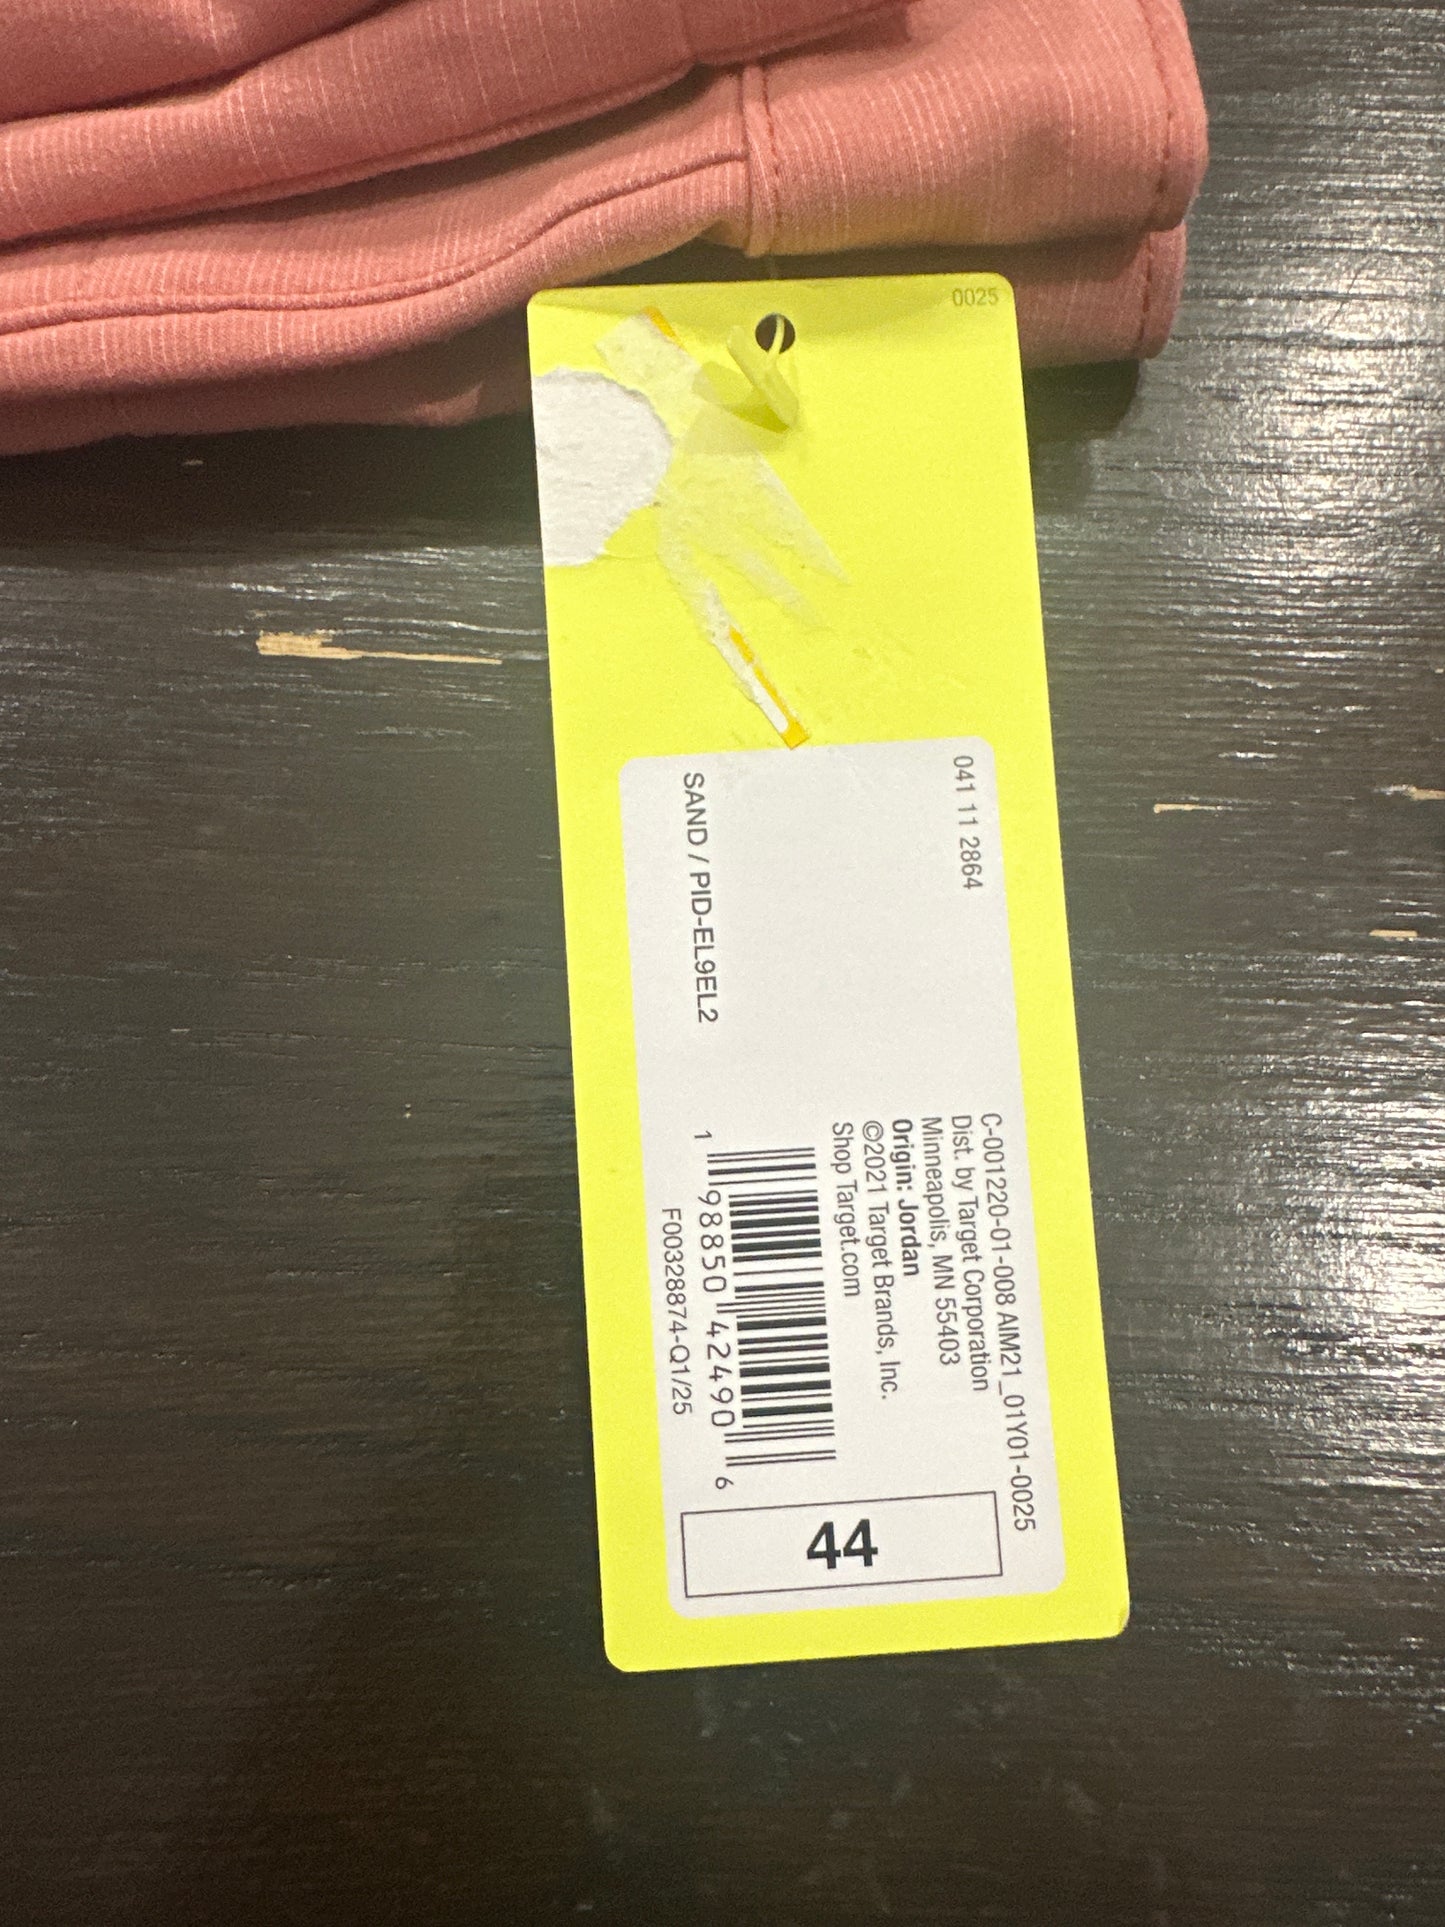 0025
041 11 2864
SAND / PID-EL9EL2
C-001220-01-008 AIM21_01Y01-0025
Dist. by Target Corporation
Minneapolis, MN 55403
Origin: Jordan
©2021 Target Brands, Inc.
Shop Target.com
1 98850 42490 6
F00328874-Q1/25
44